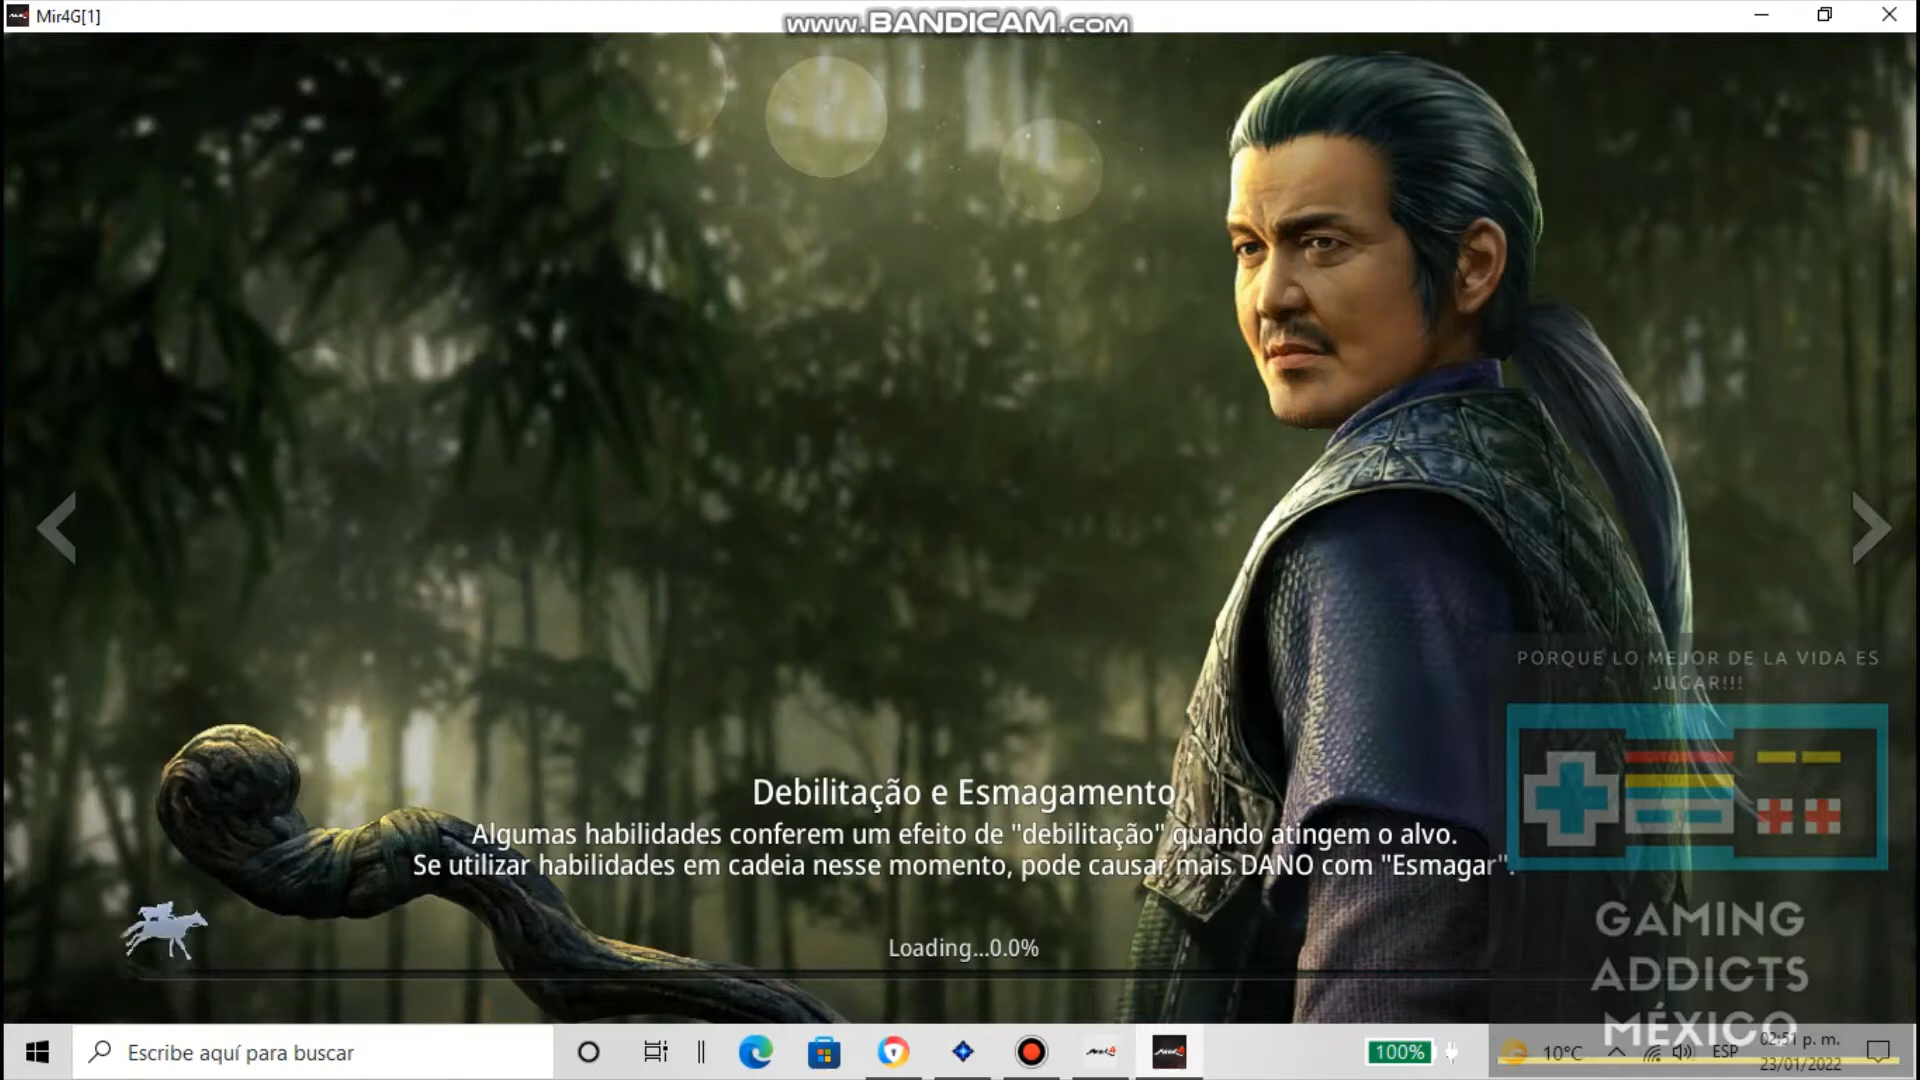 Mir4G[1]
www.BANDICAM.com
PORQUE LO MEJOR DE LA VIDA ES
JUGAR!!!
Debilitação e Esmagamento
Algumas habilidades conferem um efeito de "debilitação" quando atingem o alvo.
Se utilizar habilidades em cadeia nesse momento, pode causar mais DANO com "Esmagar".
Loading...0.0%
GAMING
ADDICTS
MÉXICO
Escribe aquí para buscar
100%
10°C
ESP
02:51 p. m.
23/01/2022